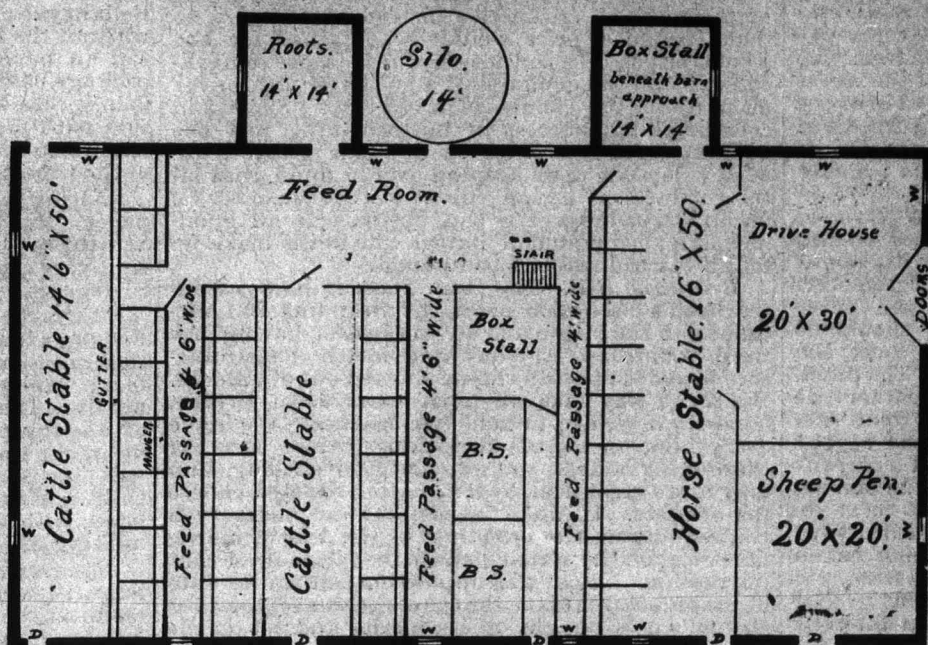 Roots.
14' X 14'
Silo.
14'
Box Stall
beneath barn
approach
14' X 14'
W
W
W
W
W
Feed Room.
W
W
Cattle Stable 14'6" X 50'
GUTTER
MANGER
Feed PASSAGE 4'6" Wide
Cattle Stable
Feed Passage 4'6" Wide
STAIR
Box
Stall
B.S.
B S.
Feed Passage 4' Wide
Horse Stable. 16' X 50.
Drive House
20' X 30'
DOORS
W
Sheep Pen.
20' X 20'.
W
D
D
W
D
W
D
D